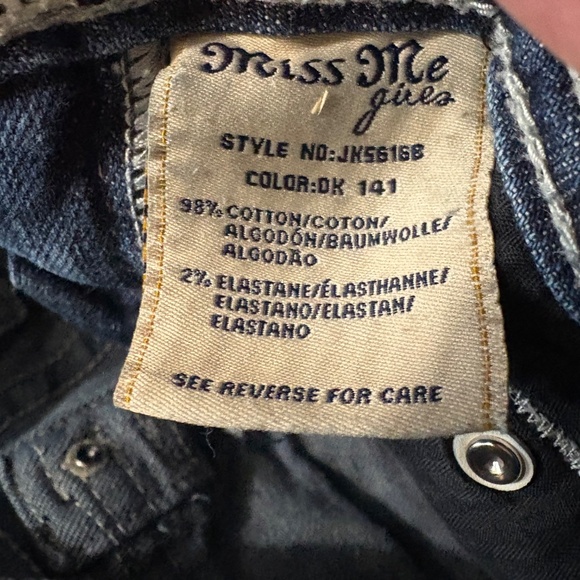 Miss Me
girls
STYLE NO:JK5616B
COLOR:DK 141
98% COTTON/COTON/
ALGODÓN/BAUMWOLLE/
ALGODÃO
2% ELASTANE/ÉLASTHANNE/
ELASTANO/ELASTAN/
ELASTANO
SEE REVERSE FOR CARE